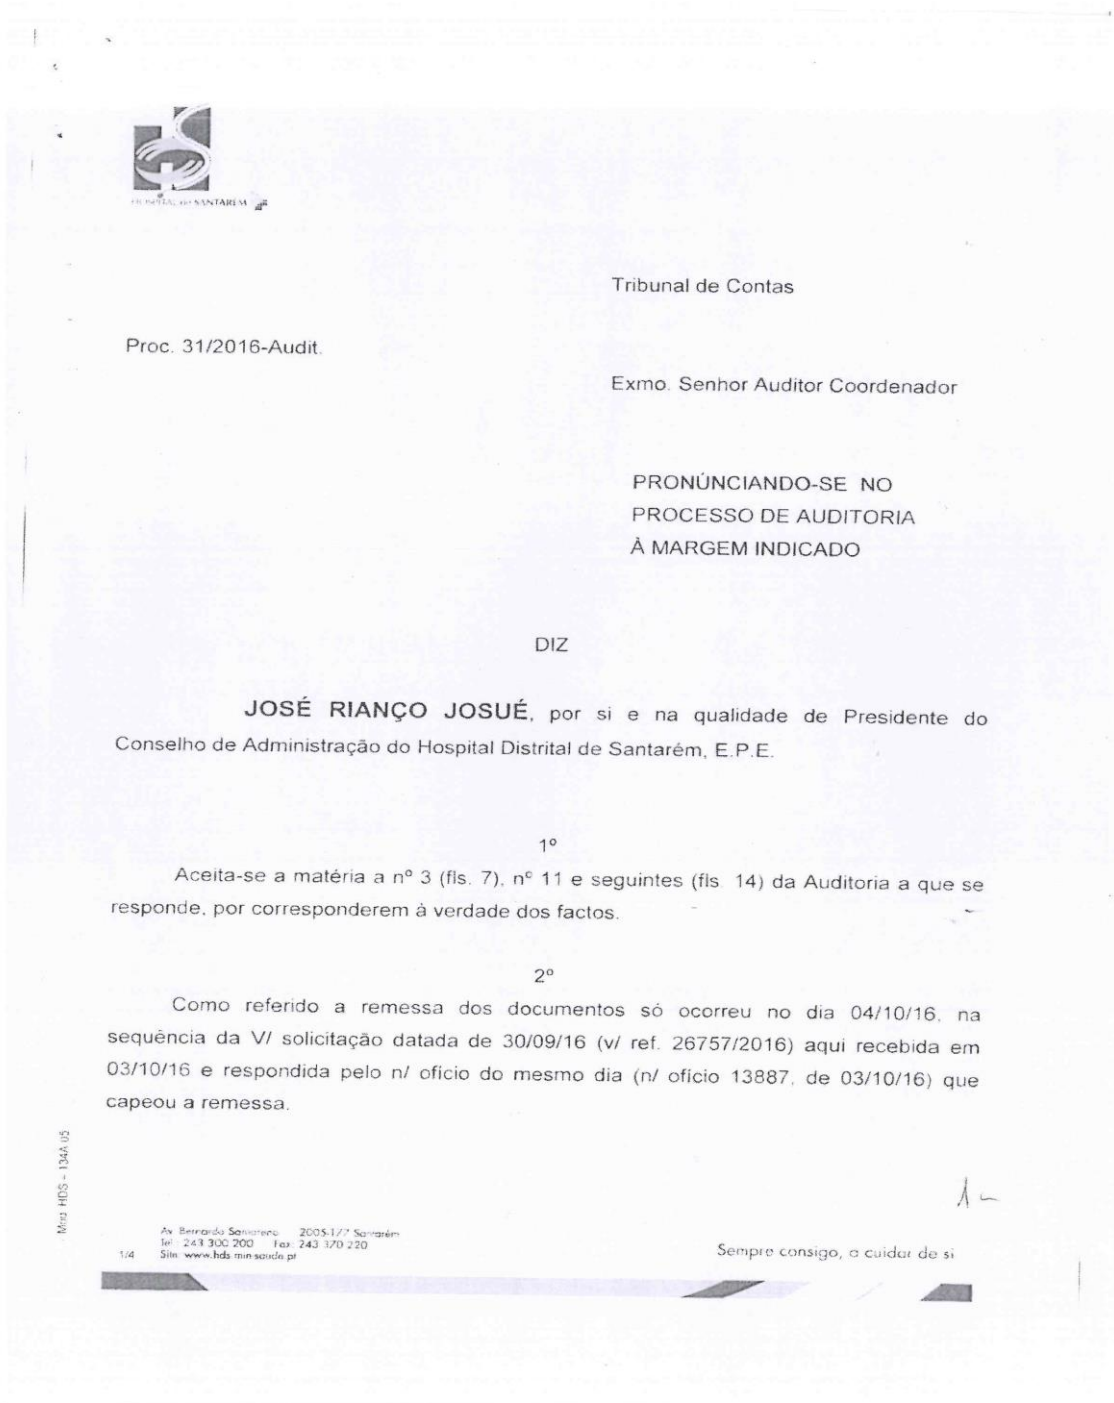 HOSPITAL DE SANTARÉM
Tribunal de Contas
Proc. 31/2016-Audit.
Exmo. Senhor Auditor Coordenador
PRONÚNCIANDO-SE NO
PROCESSO DE AUDITORIA
À MARGEM INDICADO
DIZ
JOSÉ RIANÇO JOSUÉ, por si e na qualidade de Presidente do
Conselho de Administração do Hospital Distrital de Santarém, E.P.E.
1º
Aceita-se a matéria a nº 3 (fls. 7), nº 11 e seguintes (fls 14) da Auditoria a que se
responde, por corresponderem à verdade dos factos.
2º
Como referido a remessa dos documentos só ocorreu no dia 04/10/16, na
sequência da V/ solicitação datada de 30/09/16 (v/ ref. 26757/2016) aqui recebida em
03/10/16 e respondida pelo n/ oficio do mesmo dia (n/ oficio 13887, de 03/10/16) que
capeou a remessa.
Mod HDS - 134A 05
Av Bernardo Santareno 2005-177 Santarém
Tel 243 300 200 Fax 243 370 220
1/4 Site www.hds.min-saude.pt
Sempre consigo, a cuidar de si